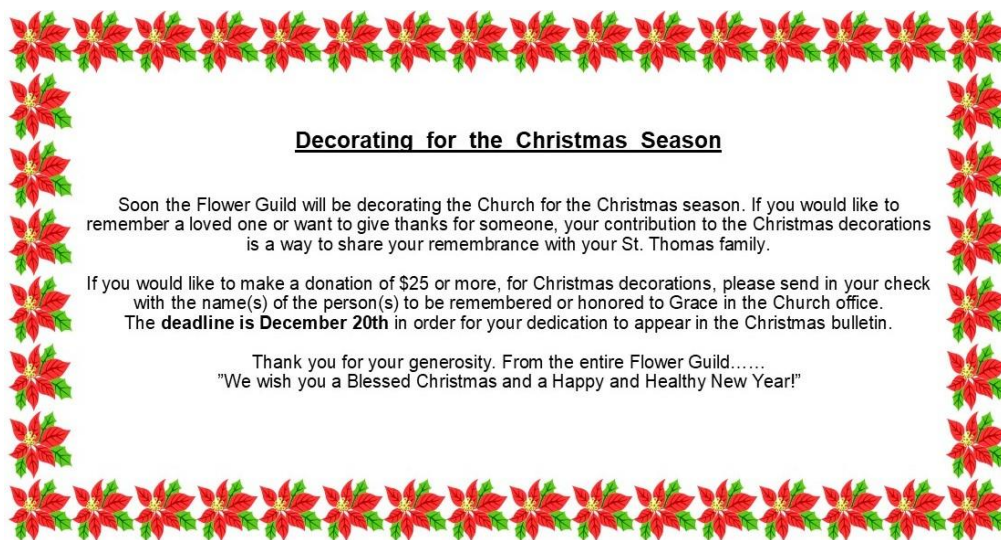 Decorating for the Christmas Season
Soon the Flower Guild will be decorating the Church for the Christmas season. If you would like to
remember a loved one or want to give thanks for someone, your contribution to the Christmas decorations
is a way to share your remembrance with your St. Thomas family.
If you would like to make a donation of $25 or more, for Christmas decorations, please send in your check
with the name(s) of the person(s) to be remembered or honored to Grace in the Church office.
The deadline is December 20th in order for your dedication to appear in the Christmas bulletin.
Thank you for your generosity. From the entire Flower Guild……
”We wish you a Blessed Christmas and a Happy and Healthy New Year!”